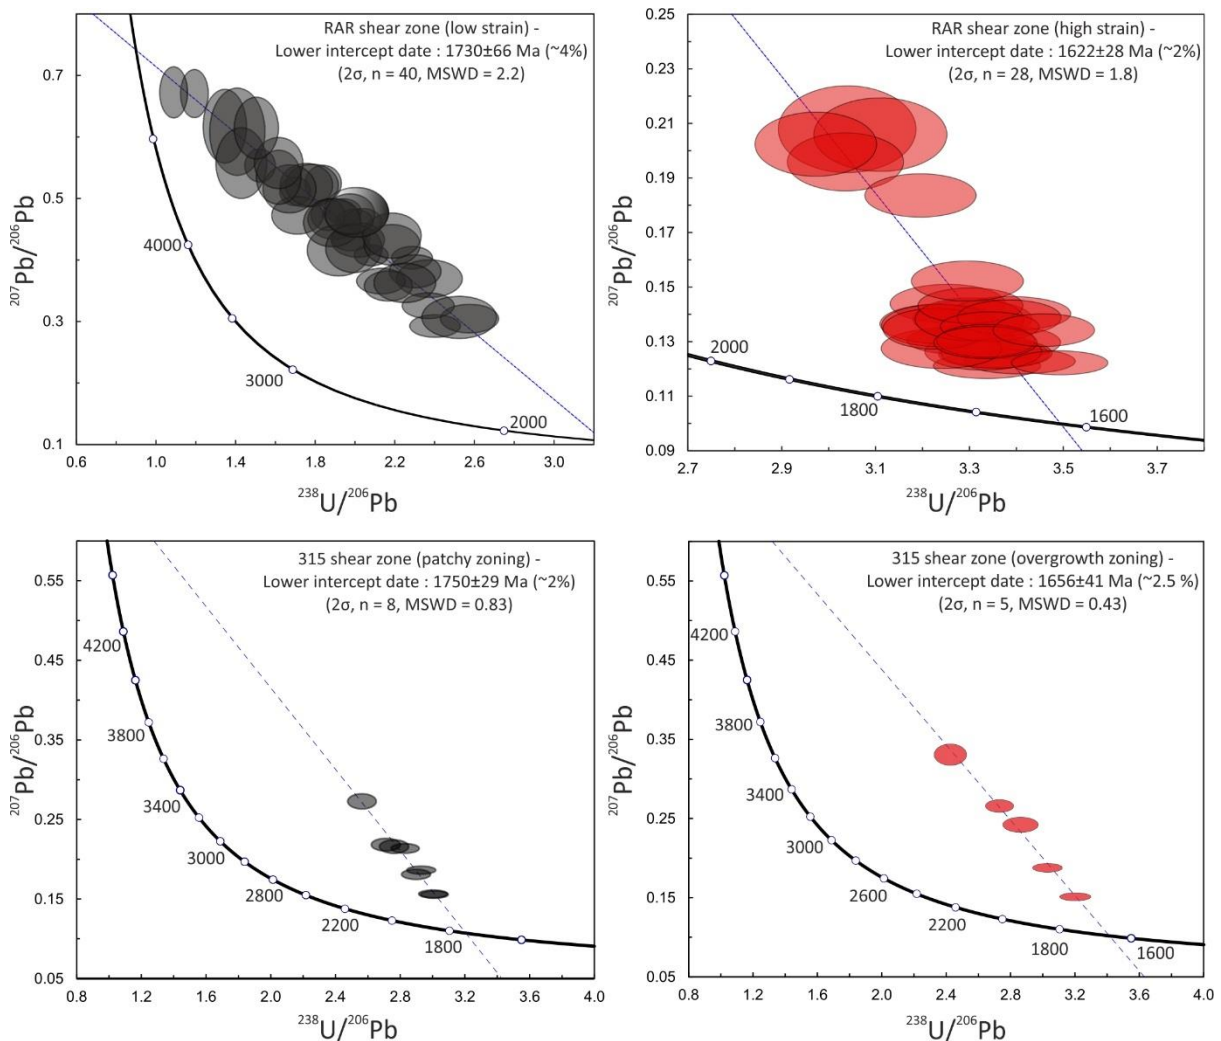 RAR shear zone (low strain) -
Lower intercept date : 1730±66 Ma (~4%)
(2σ, n = 40, MSWD = 2.2)
0.7
0.5
0.3
0.1
207Pb/206Pb
4000
3000
2000
0.6 1.0 1.4 1.8 2.2 2.6 3.0
238U/206Pb
RAR shear zone (high strain) -
Lower intercept date : 1622±28 Ma (~2%)
(2σ, n = 28, MSWD = 1.8)
0.25
0.23
0.21
0.19
0.17
0.15
0.13
0.11
0.09
207Pb/206Pb
2000
1800
1600
2.7 2.9 3.1 3.3 3.5 3.7
238U/206Pb
315 shear zone (patchy zoning) -
Lower intercept date : 1750±29 Ma (~2%)
(2σ, n = 8, MSWD = 0.83)
0.55
0.45
0.35
0.25
0.15
0.05
207Pb/206Pb
4200
3800
3400
3000
2800
2200
1800
0.8 1.2 1.6 2.0 2.4 2.8 3.2 3.6 4.0
238U/206Pb
315 shear zone (overgrowth zoning) -
Lower intercept date : 1656±41 Ma (~2.5 %)
(2σ, n = 5, MSWD = 0.43)
0.55
0.45
0.35
0.25
0.15
0.05
207Pb/206Pb
4200
3800
3400
3000
2600
2200
1800
1600
0.8 1.2 1.6 2.0 2.4 2.8 3.2 3.6 4.0
238U/206Pb